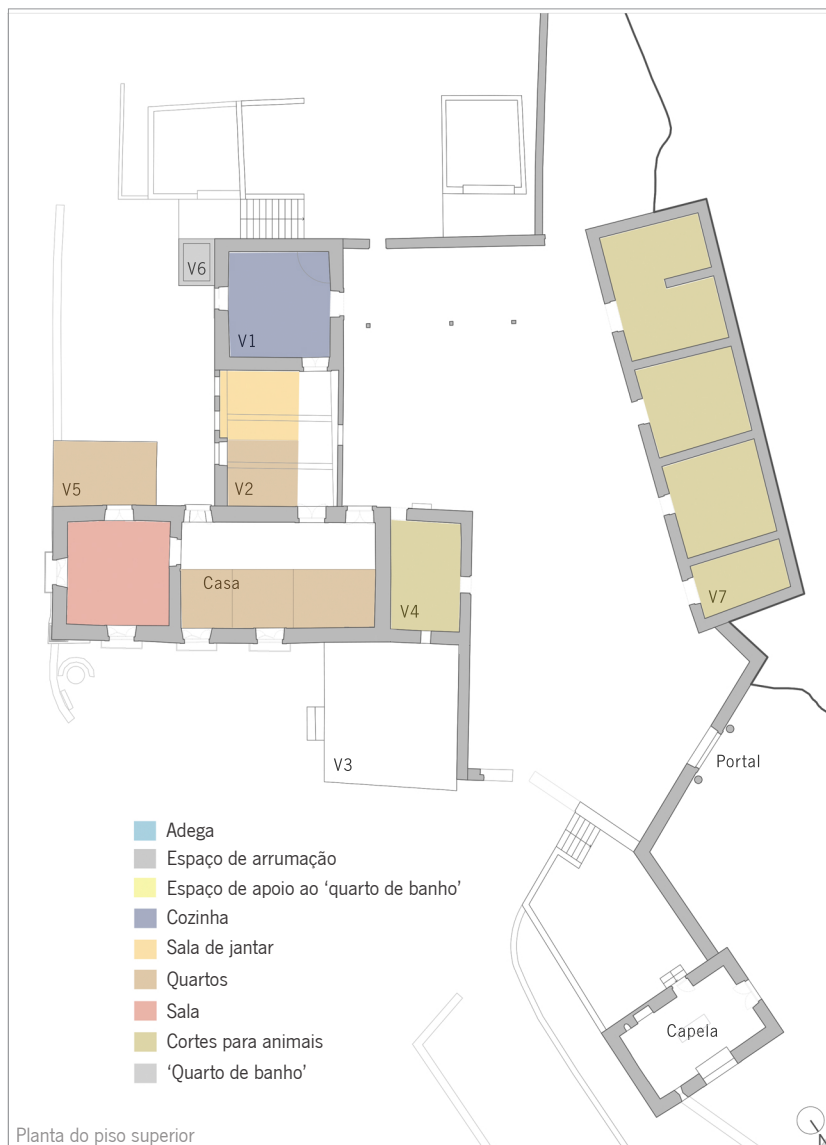 V6
V1
V5
V2
Casa
V4
V7
V3
Portal
Adega
Espaço de arrumação
Espaço de apoio ao ‘quarto de banho’
Cozinha
Sala de jantar
Quartos
Sala
Cortes para animais
‘Quarto de banho’
Capela
Planta do piso superior